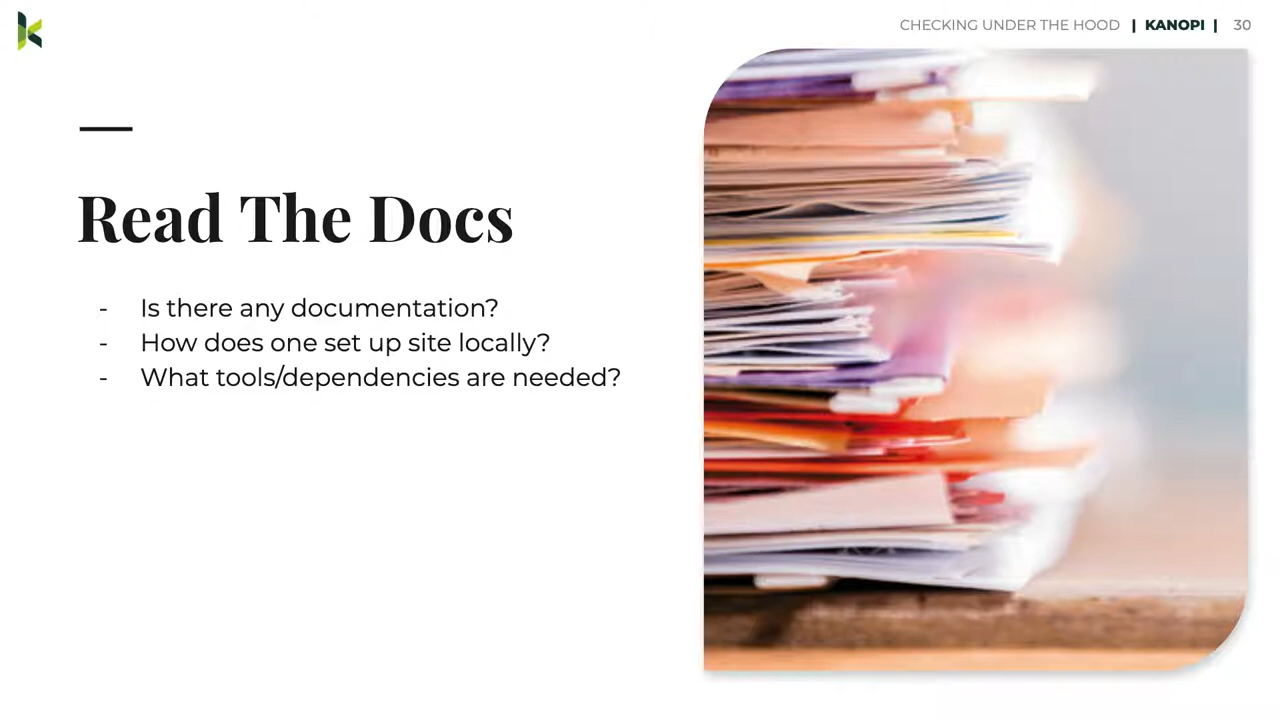 CHECKING UNDER THE HOOD | KANOPI | 30
Read The Docs
- Is there any documentation?
- How does one set up site locally?
- What tools/dependencies are needed?